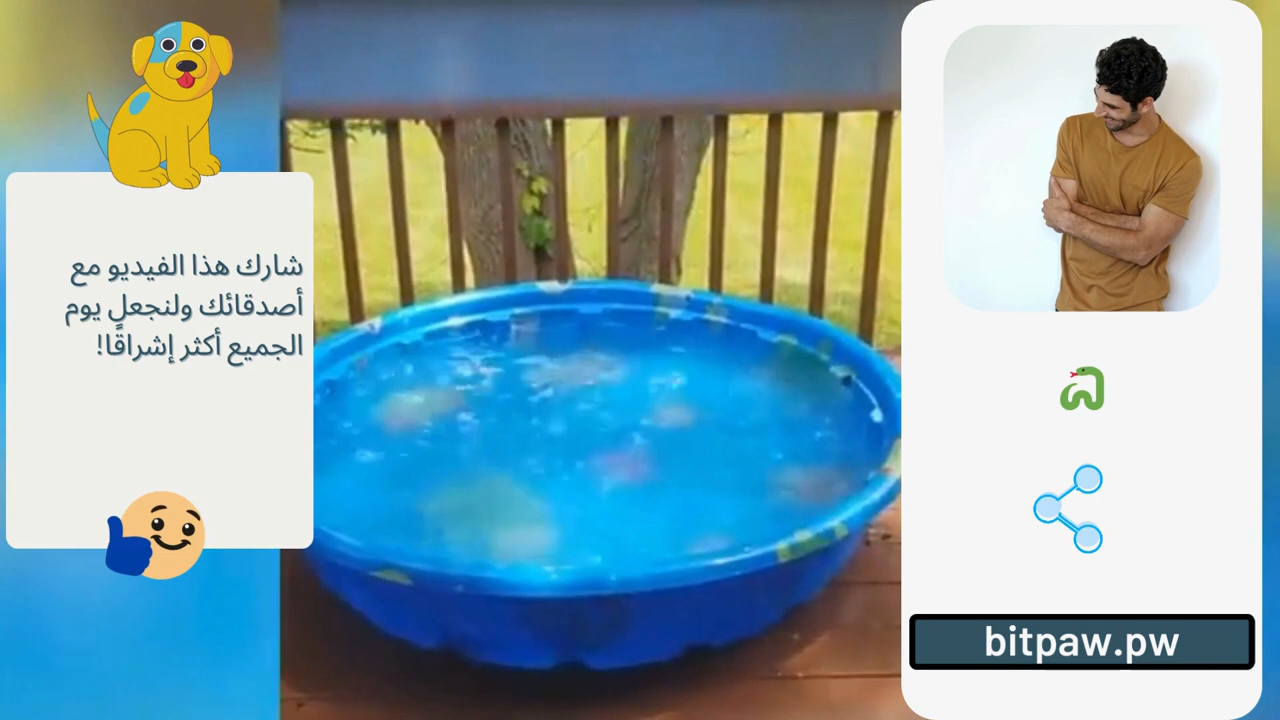 شارك هذا الفيديو مع
أصدقائك ولنجعل يوم
الجميع أكثر إشراقًا!
bitpaw.pw